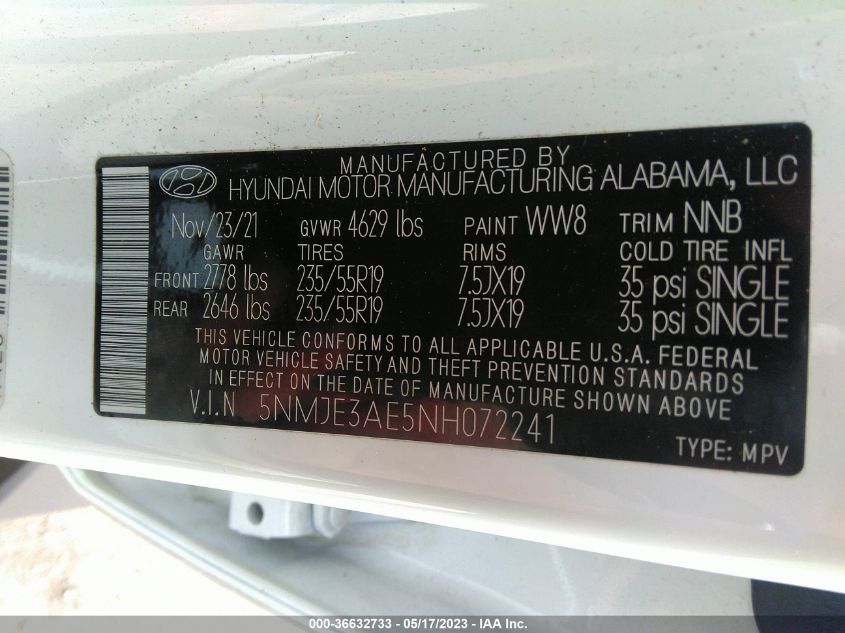 MANUFACTURED BY
HYUNDAI MOTOR MANUFACTURING ALABAMA, LLC
Nov/23/21 GVWR 4629 lbs PAINT WW8 TRIM NNB
GAWR TIRES RIMS COLD TIRE INFL
FRONT 2778 lbs 235/55R19 7.5JX19 35 psi SINGLE
REAR 2646 lbs 235/55R19 7.5JX19 35 psi SINGLE
THIS VEHICLE CONFORMS TO ALL APPLICABLE U.S.A. FEDERAL
MOTOR VEHICLE SAFETY AND THEFT PREVENTION STANDARDS
IN EFFECT ON THE DATE OF MANUFACTURE SHOWN ABOVE.
V.I.N 5NMJE3AE5NH072241
TYPE: MPV
000-36632733 - 05/17/2023 - IAA Inc.